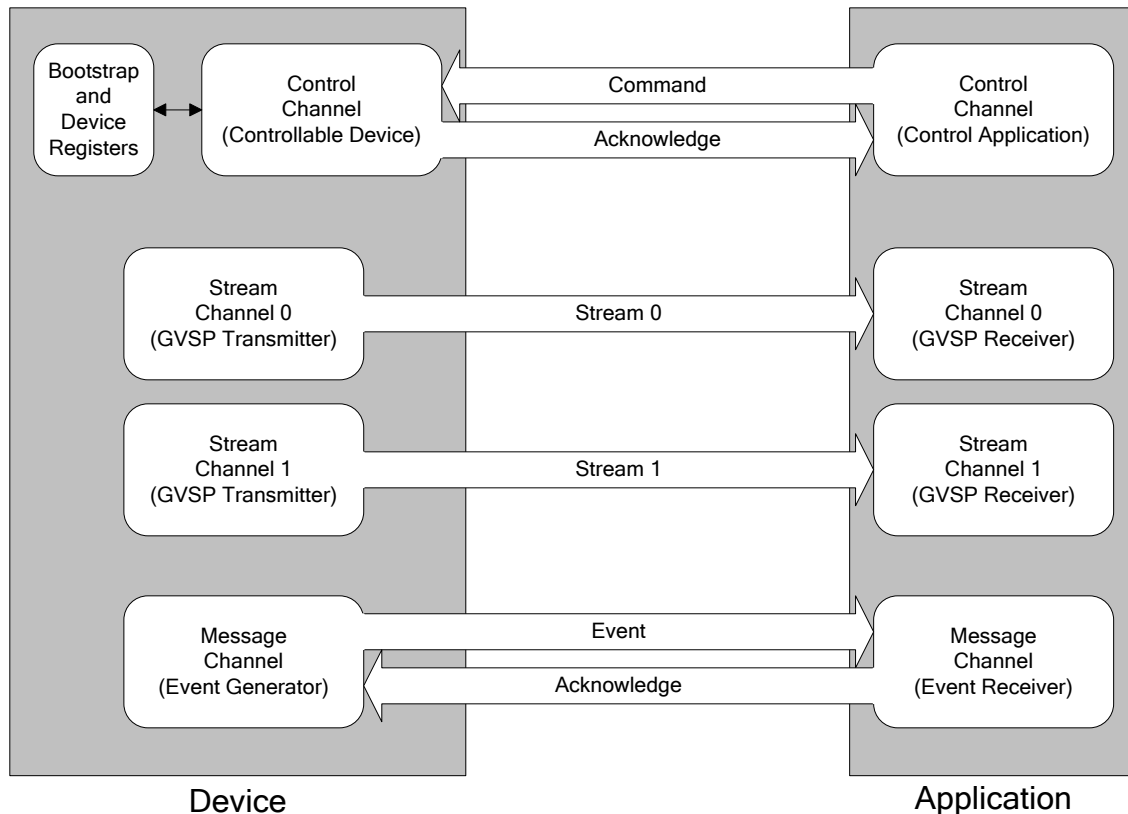 Bootstrap
and
Device
Registers
Control
Channel
(Controllable Device)
Command
Acknowledge
Control
Channel
(Control Application)
Stream
Channel 0
(GVSP Transmitter)
Stream 0
Stream
Channel 0
(GVSP Receiver)
Stream
Channel 1
(GVSP Transmitter)
Stream 1
Stream
Channel 1
(GVSP Receiver)
Message
Channel
(Event Generator)
Event
Acknowledge
Message
Channel
(Event Receiver)
Device
Application